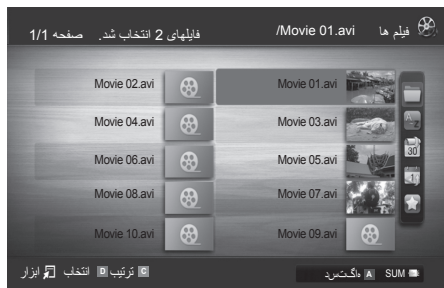 فیلم ها /Movie 01.avi فایلهای 2 انتخاب شد. صفحه 1/1
Movie 01.avi Movie 02.avi
Movie 03.avi Movie 04.avi
Movie 05.avi Movie 06.avi
Movie 07.avi Movie 08.avi
Movie 09.avi Movie 10.avi
SUM A دستگاه C ترتیب D انتخاب ابزار